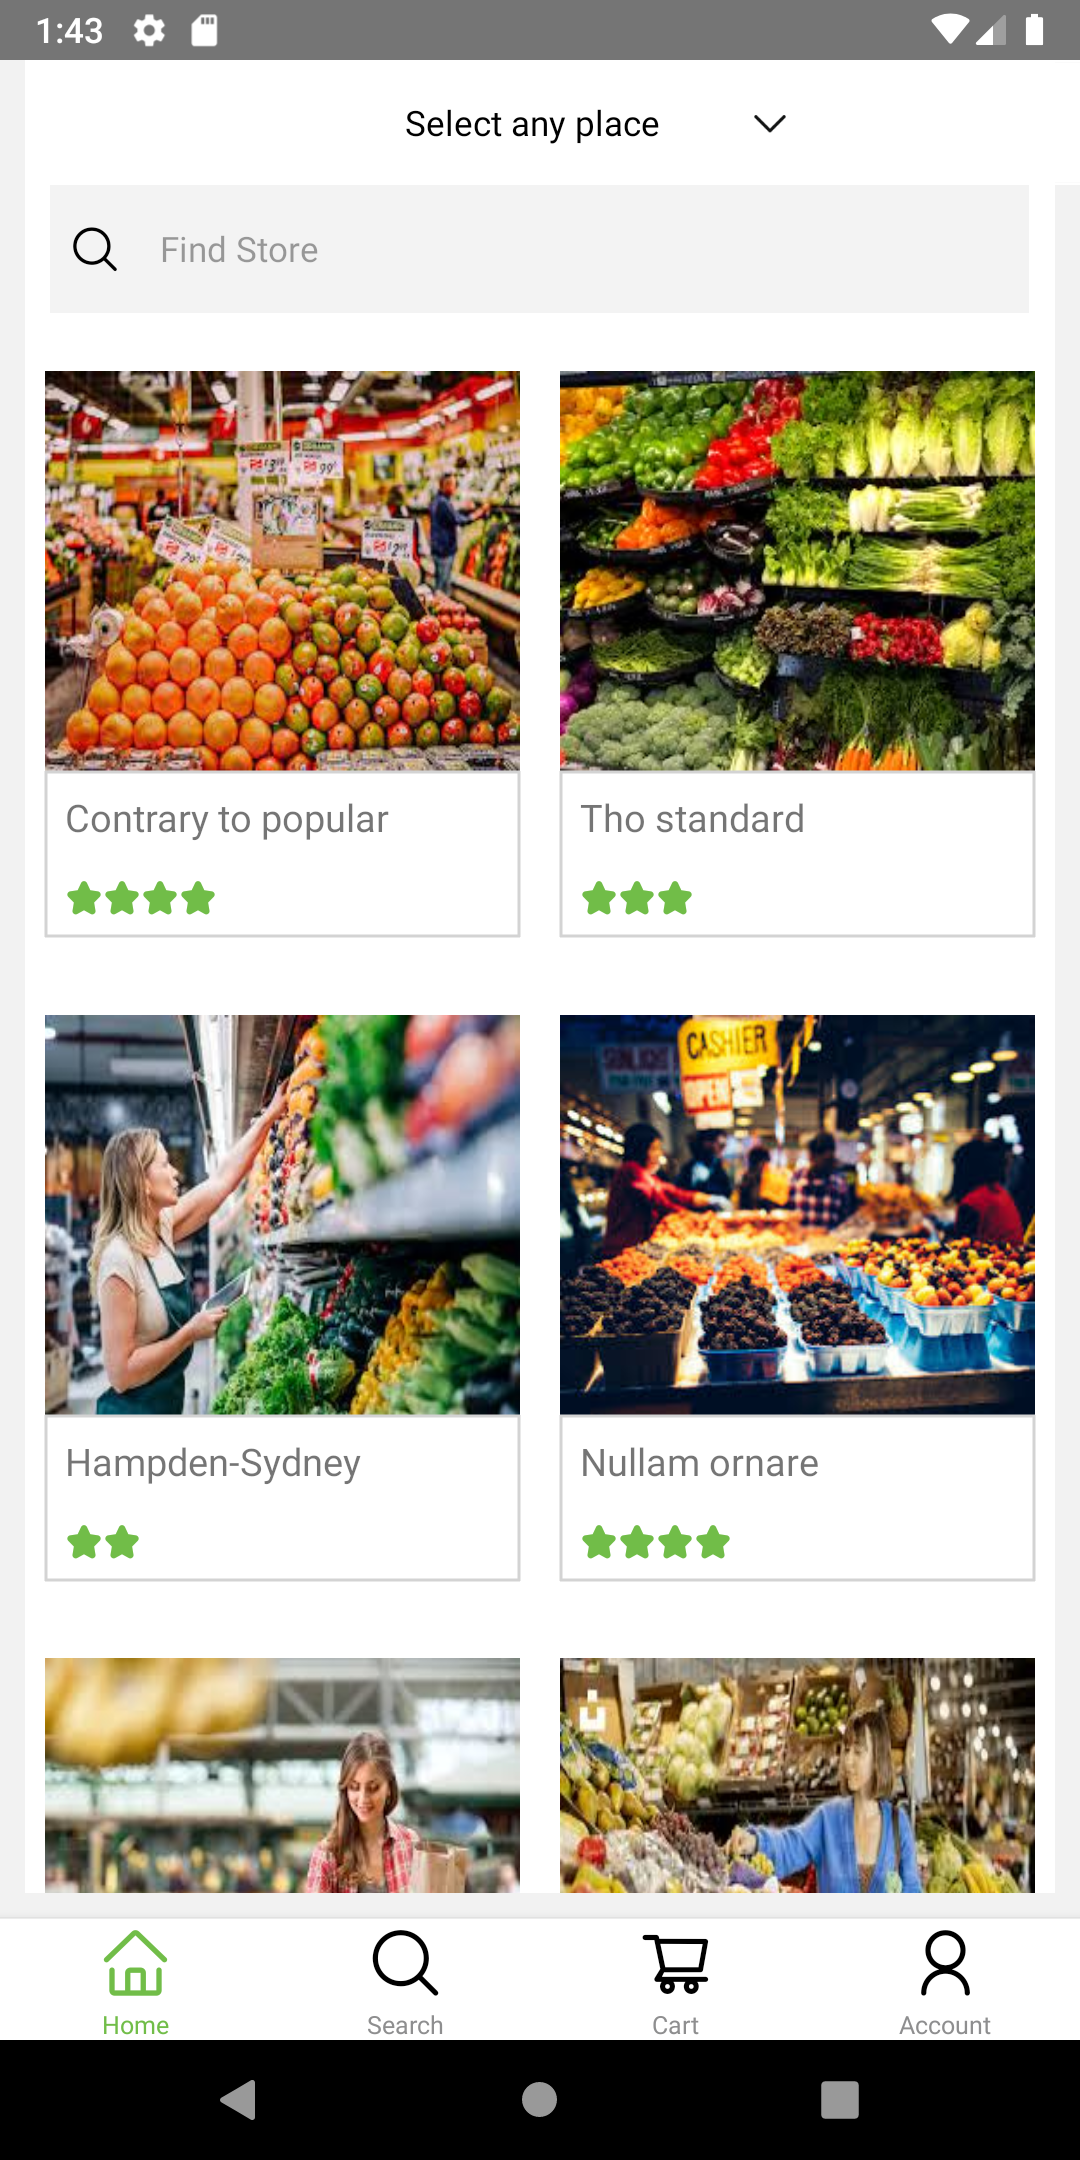 1:43
Select any place
Find Store
CASHIER
OPEN
Contrary to popular
Tho standard
Hampden-Sydney
Nullam ornare
Home
Search
Cart
Account